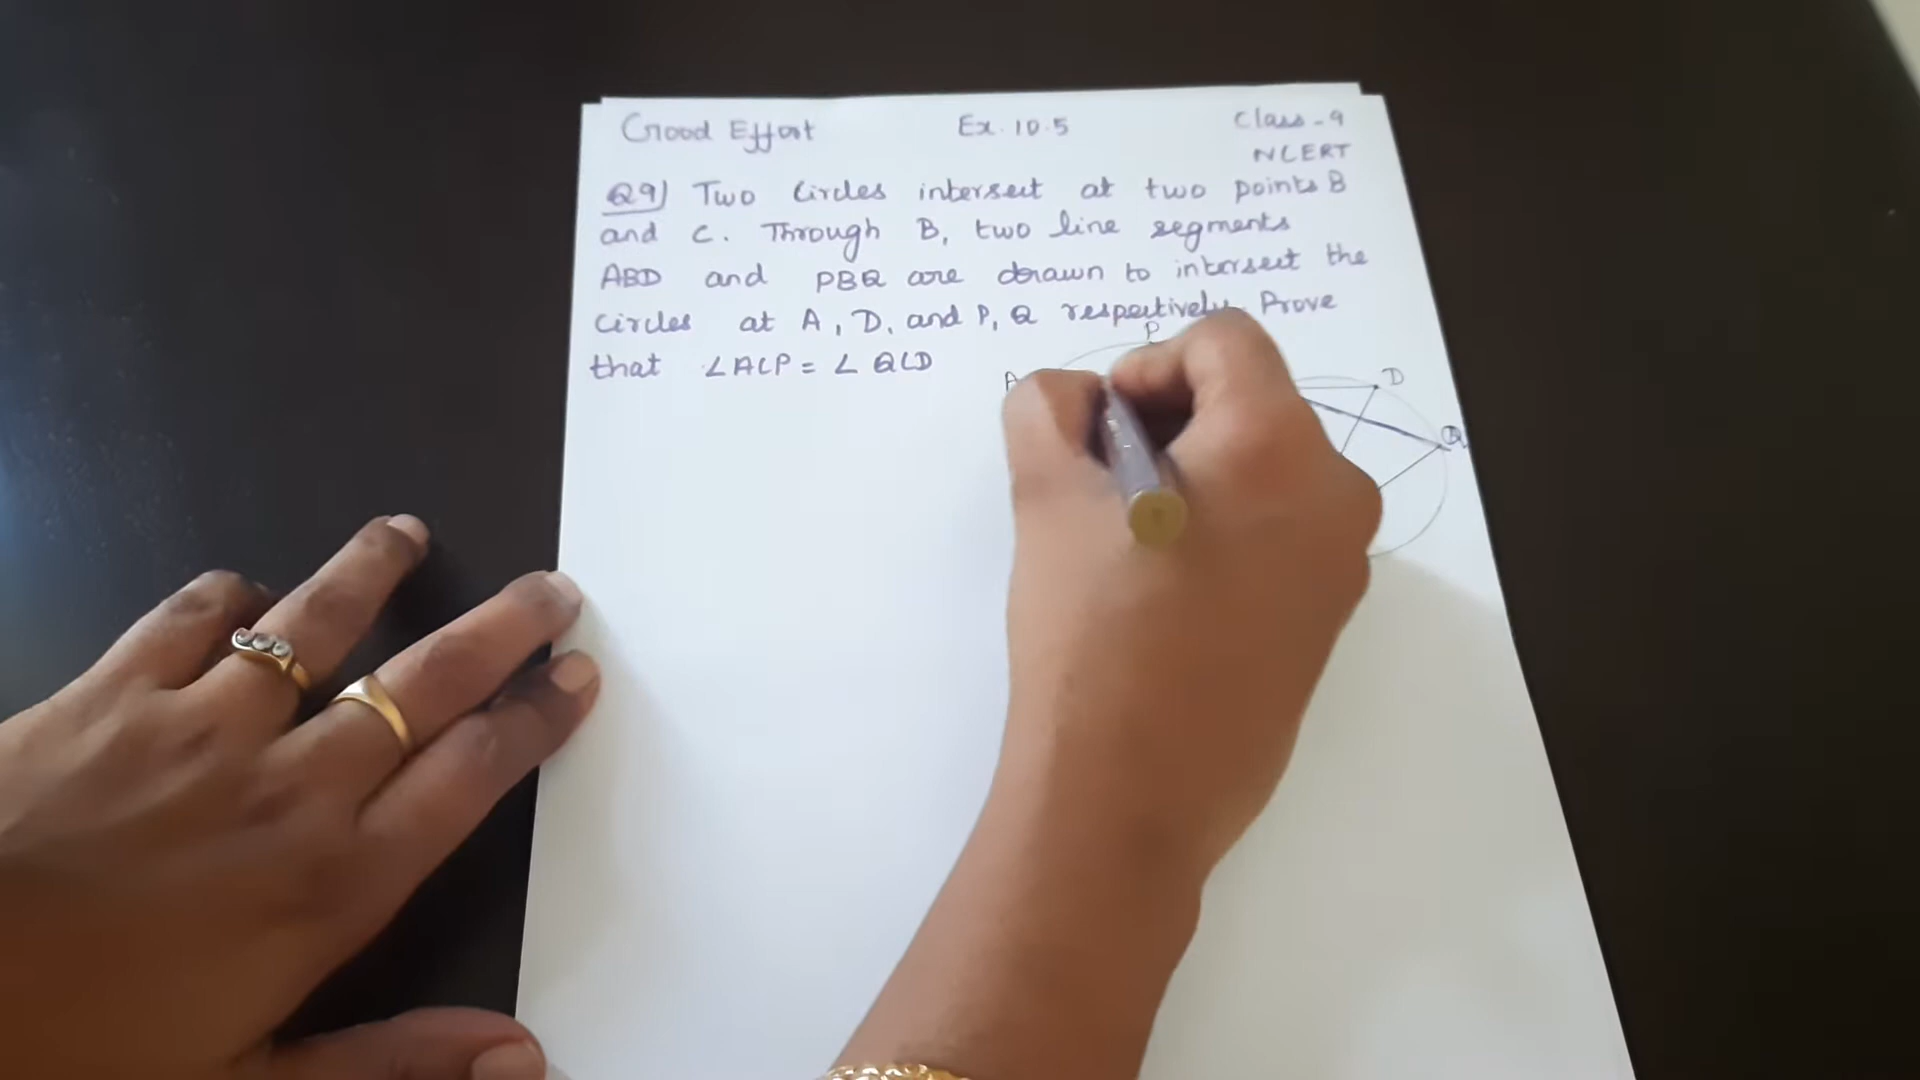 Good Effort Ex. 10.5 Class - 9
NCERT
Q9) Two Circles intersect at two points B
and C. Through B, two line segments
ABD and PBQ are drawn to intersect the
Circles at A, D, and P, Q respectively. Prove
that ∠ACP = ∠QCD
P
A
D
Q